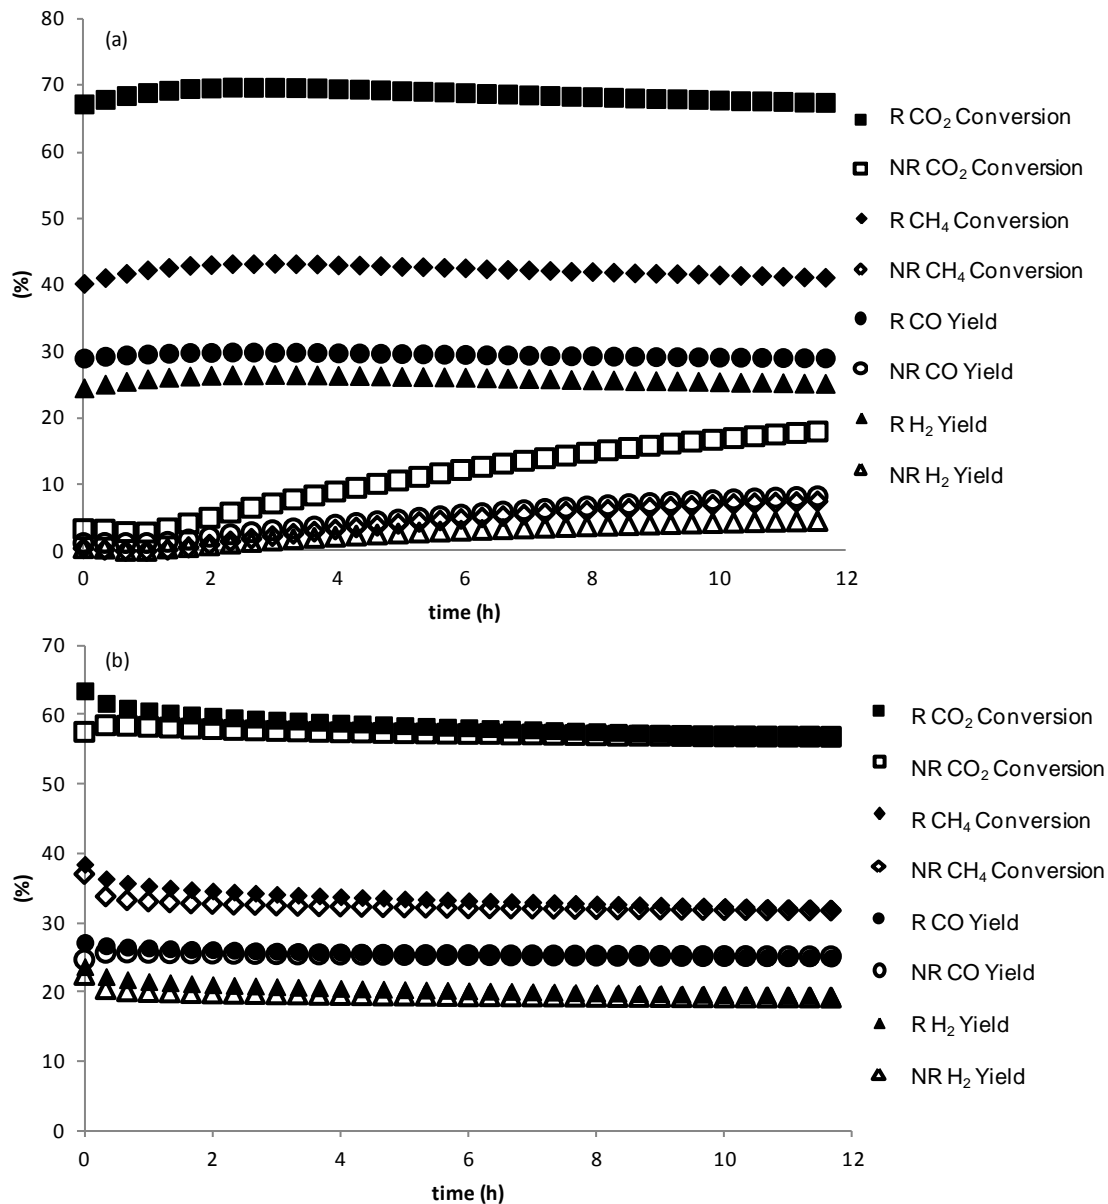 (a)
80
70
60
50
40
30
20
10
0
(%)
0 2 4 6 8 10 12
time (h)
R CO₂ Conversion
NR CO₂ Conversion
R CH₄ Conversion
NR CH₄ Conversion
R CO Yield
NR CO Yield
R H₂ Yield
NR H₂ Yield
(b)
70
60
50
40
30
20
10
0
(%)
0 2 4 6 8 10 12
time (h)
R CO₂ Conversion
NR CO₂ Conversion
R CH₄ Conversion
NR CH₄ Conversion
R CO Yield
NR CO Yield
R H₂ Yield
NR H₂ Yield